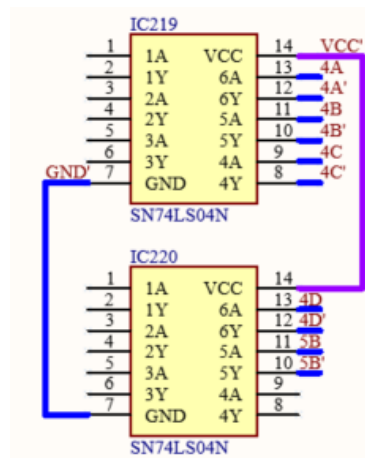 IC219
1 1A VCC 14 VCC'
2 1Y 6A 13 4A
3 2A 6Y 12 4A'
4 2Y 5A 11 4B
5 3A 5Y 10 4B'
6 3Y 4A 9 4C
GND' 7 GND 4Y 8 4C'
SN74LS04N
IC220
1 1A VCC 14
2 1Y 6A 13 4D
3 2A 6Y 12 4D'
4 2Y 5A 11 5B
5 3A 5Y 10 5B'
6 3Y 4A 9
7 GND 4Y 8
SN74LS04N